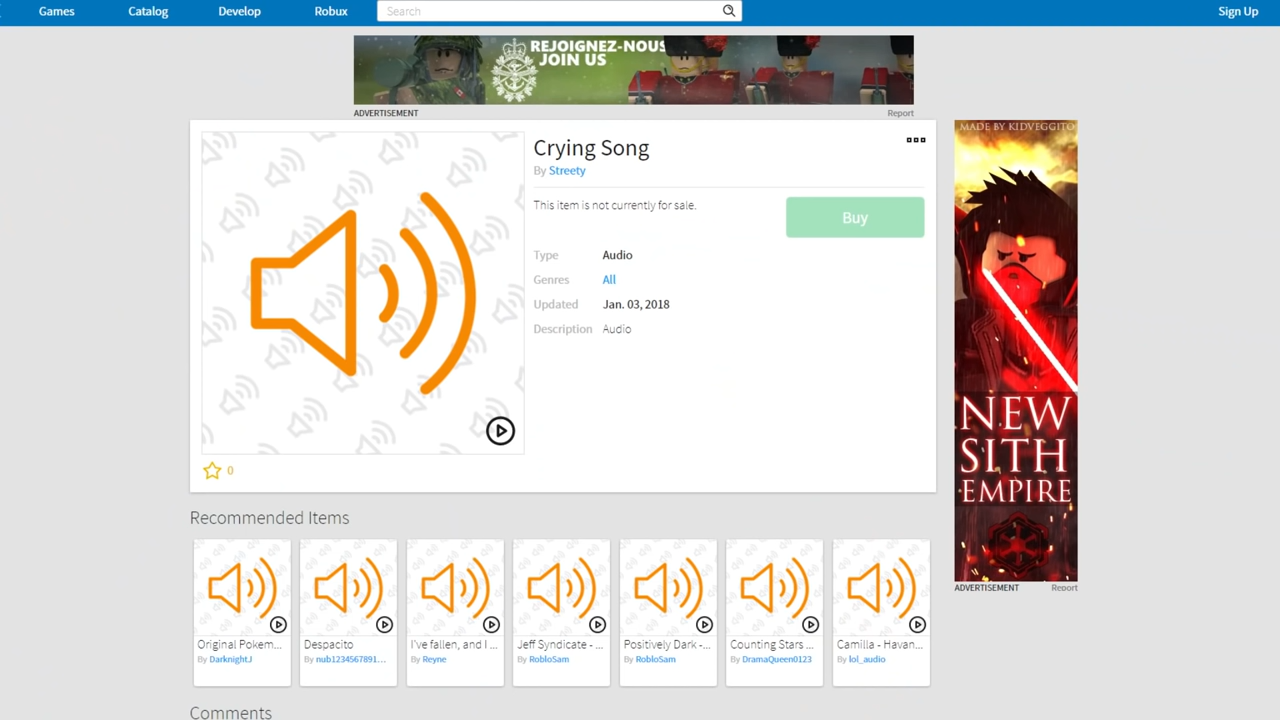 Games Catalog Develop Robux Search Sign Up
REJOIGNEZ-NOUS
JOIN US
ADVERTISEMENT Report
Crying Song
By Streety
This item is not currently for sale.
Buy
Type Audio
Genres All
Updated Jan. 03, 2018
Description Audio
0
MADE BY KIDVEGGITO
NEW
SITH
EMPIRE
ADVERTISEMENT Report
Recommended Items
Original Pokem...
By DarknightJ
Despacito
By nub1234567891...
I've fallen, and I ...
By Reyne
Jeff Syndicate - ...
By RobloSam
Positively Dark -...
By RobloSam
Counting Stars ...
By DramaQueen0123
Camilla - Havan...
By lol_audio
Comments